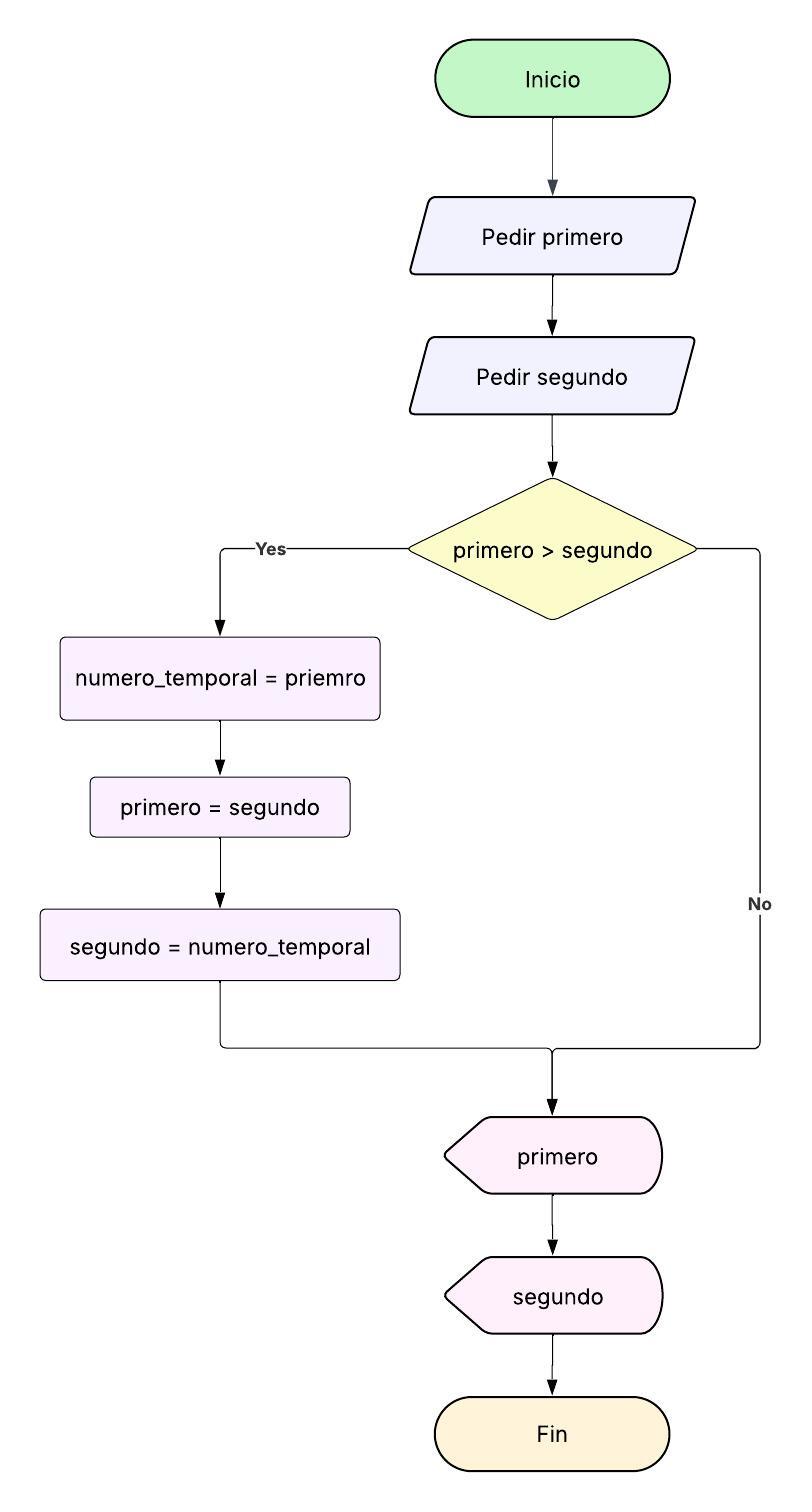 Inicio
Pedir primero
Pedir segundo
primero > segundo
Yes
numero_temporal = priemro
primero = segundo
No
segundo = numero_temporal
primero
segundo
Fin